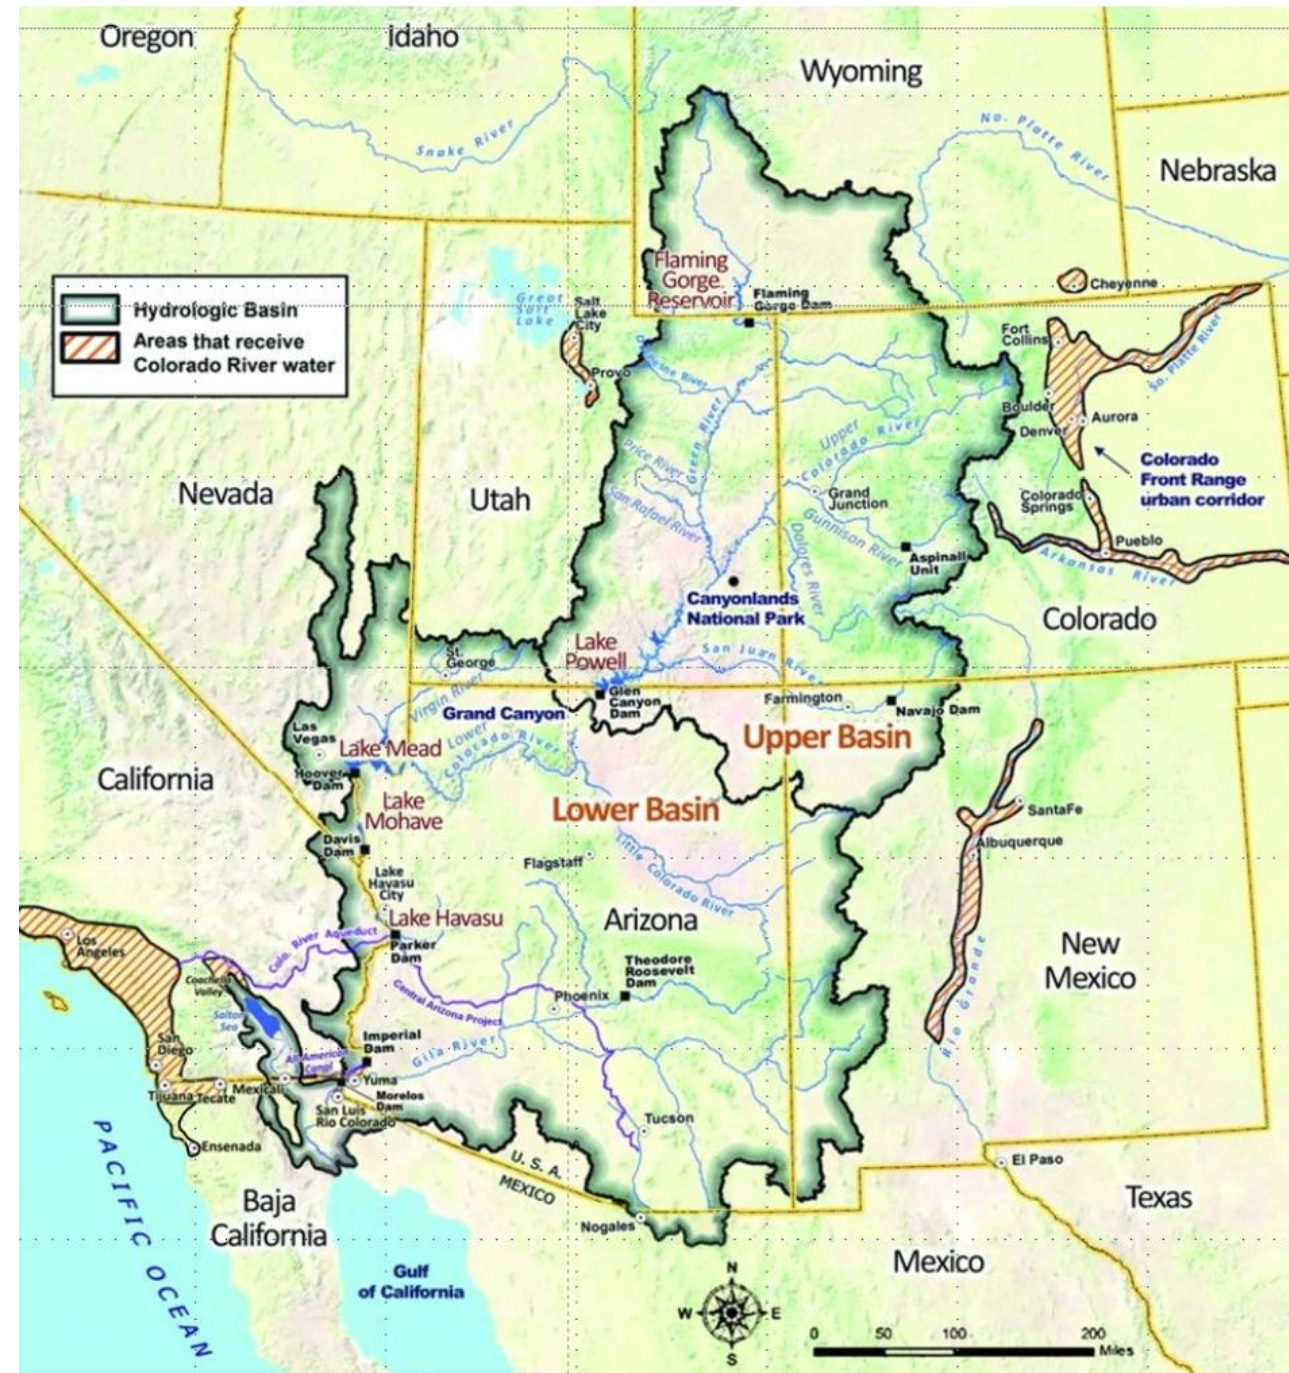 Oregon
Idaho
Wyoming
Snake River
No. Platte River
Nebraska
Hydrologic Basin
Areas that receive
Colorado River water
Flaming
Gorge
Reservoir
Flaming
Gorge Dam
Great
Salt
Lake
Salt
Lake
City
Provo
Duchesne River
Cheyenne
Fort
Collins
So. Platte River
Boulder
Denver
Aurora
Colorado
Front Range
urban corridor
Green River
Upper
Colorado River
Price River
San Rafael River
Grand
Junction
Gunnison River
Dolores River
Aspinall
Unit
Colorado
Springs
Pueblo
Arkansas River
Nevada
Utah
Canyonlands
National Park
Colorado
Lake
Powell
San Juan River
St.
George
Virgin River
Grand Canyon
Glen
Canyon
Dam
Farmington
Navajo Dam
Upper Basin
Las
Vegas
Lake Mead
Lower
Colorado River
Hoover
Dam
California
Lake
Mohave
Lower Basin
Davis
Dam
SantaFe
Albuquerque
Flagstaff
Little Colorado River
Lake
Havasu
City
Lake Havasu
Arizona
Los
Angeles
Colo. River Aqueduct
Parker
Dam
New
Mexico
Rio Grande
Coachella
Valley
Salton
Sea
Central Arizona Project
Theodore
Roosevelt
Dam
Phoenix
San
Diego
Imperial
Dam
Gila River
All-American
Canal
Yuma
Tijuana
Tecate
Mexicali
Morelos
Dam
San Luis
Rio Colorado
Tucson
Ensenada
PACIFIC OCEAN
U. S. A.
MEXICO
El Paso
Baja
California
Nogales
Texas
Mexico
Gulf
of California
N
W
E
S
0
50
100
200
Miles